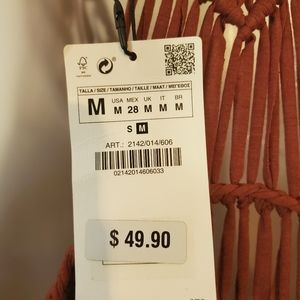 FSC
TALLA / SIZE / TAMANHO / TAILLE / MAAT / ΜΕΓΕΘΟΣ
M
USA MEX UK IT BR
M 28 M M M
S M
ART.: 2142/014/606
02142014606033
$ 49.90